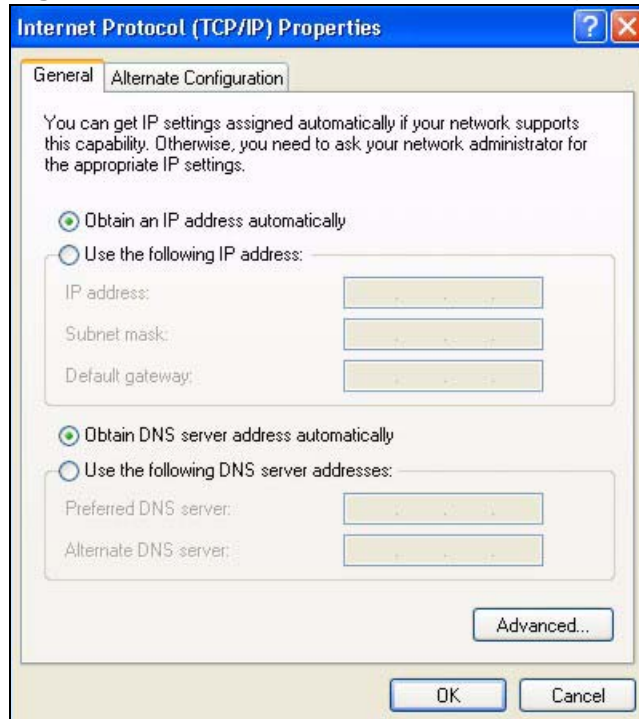 Internet Protocol (TCP/IP) Properties
General
Alternate Configuration
You can get IP settings assigned automatically if your network supports
this capability. Otherwise, you need to ask your network administrator for
the appropriate IP settings.
Obtain an IP address automatically
Use the following IP address:
IP address:
Subnet mask:
Default gateway:
Obtain DNS server address automatically
Use the following DNS server addresses:
Preferred DNS server:
Alternate DNS server:
Advanced...
OK
Cancel